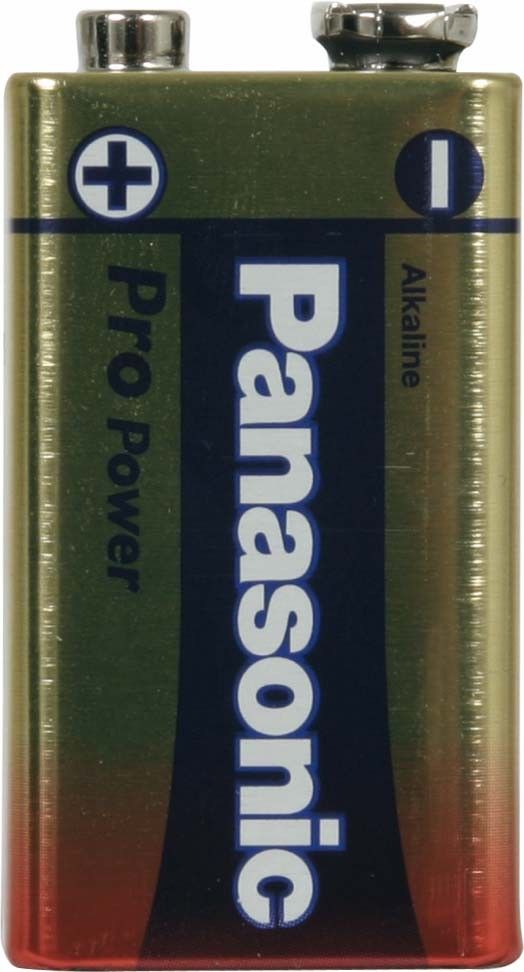 + −
Alkaline
Panasonic
Pro Power